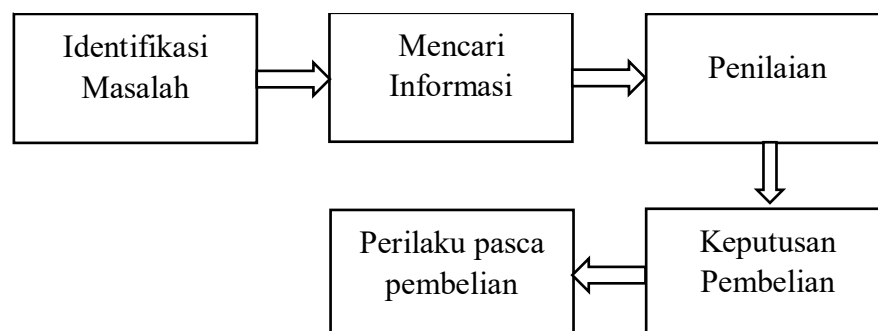 Identifikasi
Masalah
Mencari
Informasi
Penilaian
Keputusan
Pembelian
Perilaku pasca
pembelian